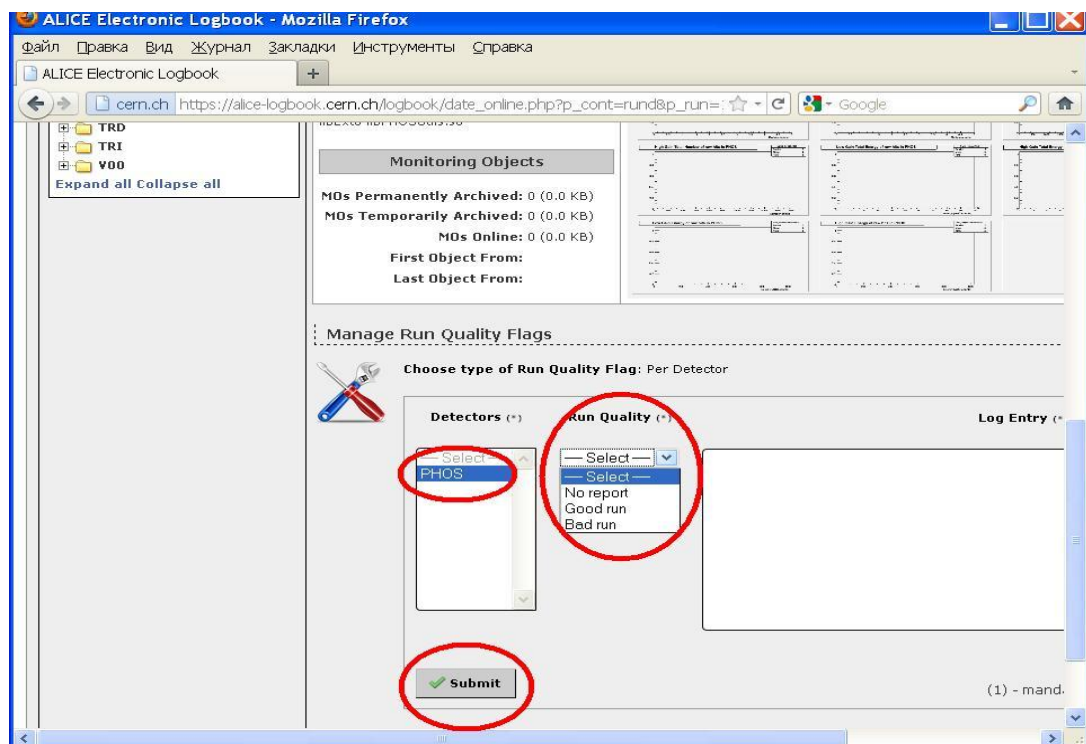 ALICE Electronic Logbook - Mozilla Firefox
Файл Правка Вид Журнал Закладки Инструменты Справка
ALICE Electronic Logbook
cern.ch https://alice-logbook.cern.ch/logbook/date_online.php?p_cont=rund&p_run=
Google
TRD
TRI
V00
Expand all Collapse all
Monitoring Objects
MOs Permanently Archived: 0 (0.0 KB)
MOs Temporarily Archived: 0 (0.0 KB)
MOs Online: 0 (0.0 KB)
First Object From:
Last Object From:
Manage Run Quality Flags
Choose type of Run Quality Flag: Per Detector
Detectors (*)
Run Quality (*)
Log Entry (*
— Select —
PHOS
— Select —
— Select —
No report
Good run
Bad run
Submit
(1) - mand